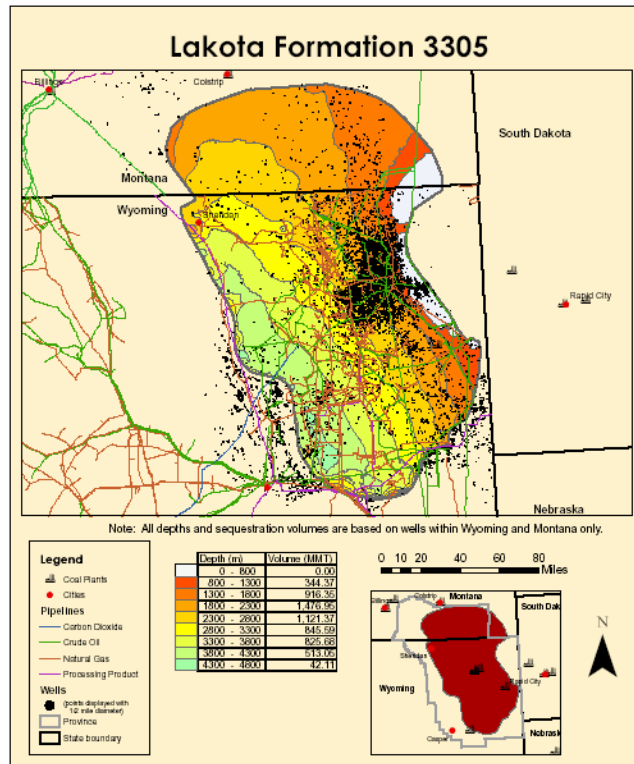 Lakota Formation 3305
Billings
Colstrip
South Dakota
Montana
Wyoming
Sheridan
Rapid City
Nebraska
Note: All depths and sequestration volumes are based on wells within Wyoming and Montana only.
Legend
Coal Plants
Cities
Pipelines
Carbon Dioxide
Crude Oil
Natural Gas
Processing Product
Wells
(points displayed with
1/2 mile diameter)
Province
State boundary
Depth (m) Volume (MMT)
0 - 800 0.00
800 - 1300 344.37
1300 - 1800 916.35
1800 - 2300 1,476.95
2300 - 2800 1,121.37
2800 - 3300 845.59
3300 - 3800 825.68
3800 - 4300 513.05
4300 - 4800 42.11
0 10 20 40 60 80
Miles
N
Billings
Colstrip
Montana
South Dak
Sheridan
Wyoming
Rapid City
Casper
Nebras